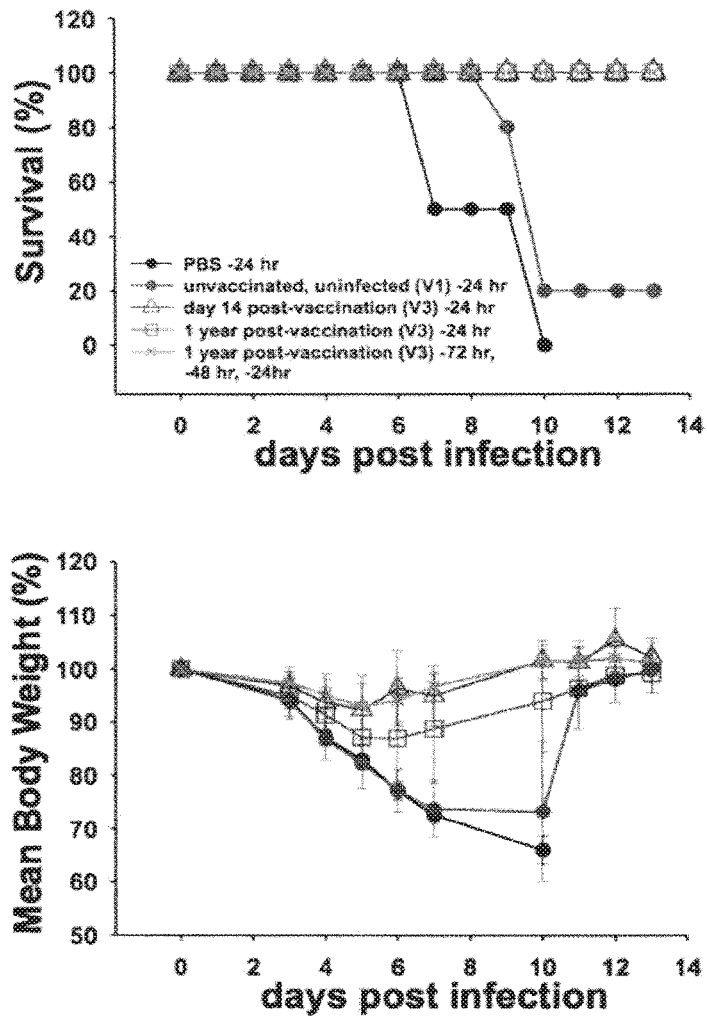 120
100
80
60
40
20
0
Survival (%)
PBS -24 hr
unvaccinated, uninfected (V1) -24 hr
day 14 post-vaccination (V3) -24 hr
1 year post-vaccination (V3) -24 hr
1 year post-vaccination (V3) -72 hr,
-48 hr, -24hr
0 2 4 6 8 10 12 14
days post infection
120
110
100
90
80
70
60
50
Mean Body Weight (%)
0 2 4 6 8 10 12 14
days post infection